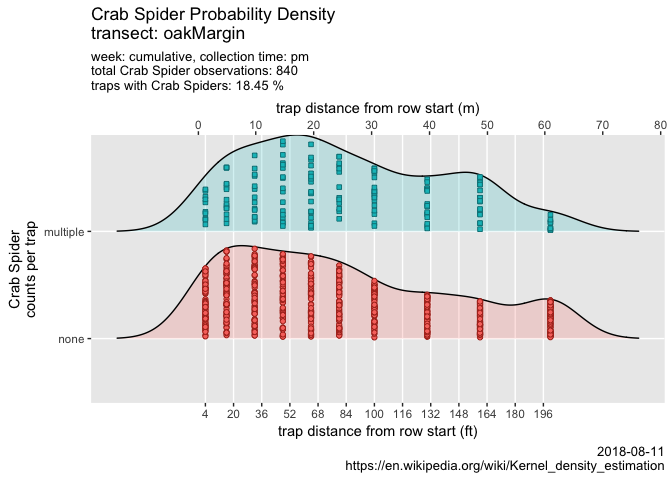 Crab Spider Probability Density
transect: oakMargin
week: cumulative, collection time: pm
total Crab Spider observations: 840
traps with Crab Spiders: 18.45 %
trap distance from row start (m)
0 10 20 30 40 50 60 70 80
Crab Spider
counts per trap
multiple
none
4 20 36 52 68 84 100 116 132 148 164 180 196
trap distance from row start (ft)
2018-08-11
https://en.wikipedia.org/wiki/Kernel_density_estimation